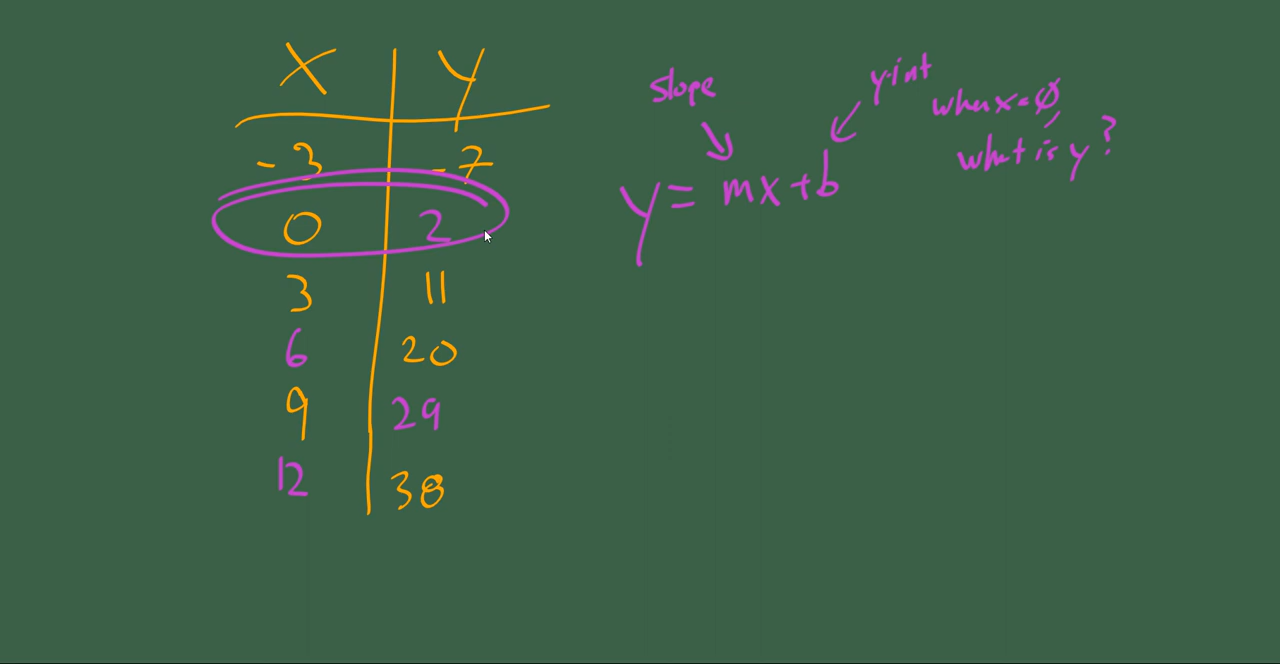 X Y
-3 -7
0 2
3 11
6 20
9 29
12 38
slope
y-int
when x=0,
what is y?
y = mx+b